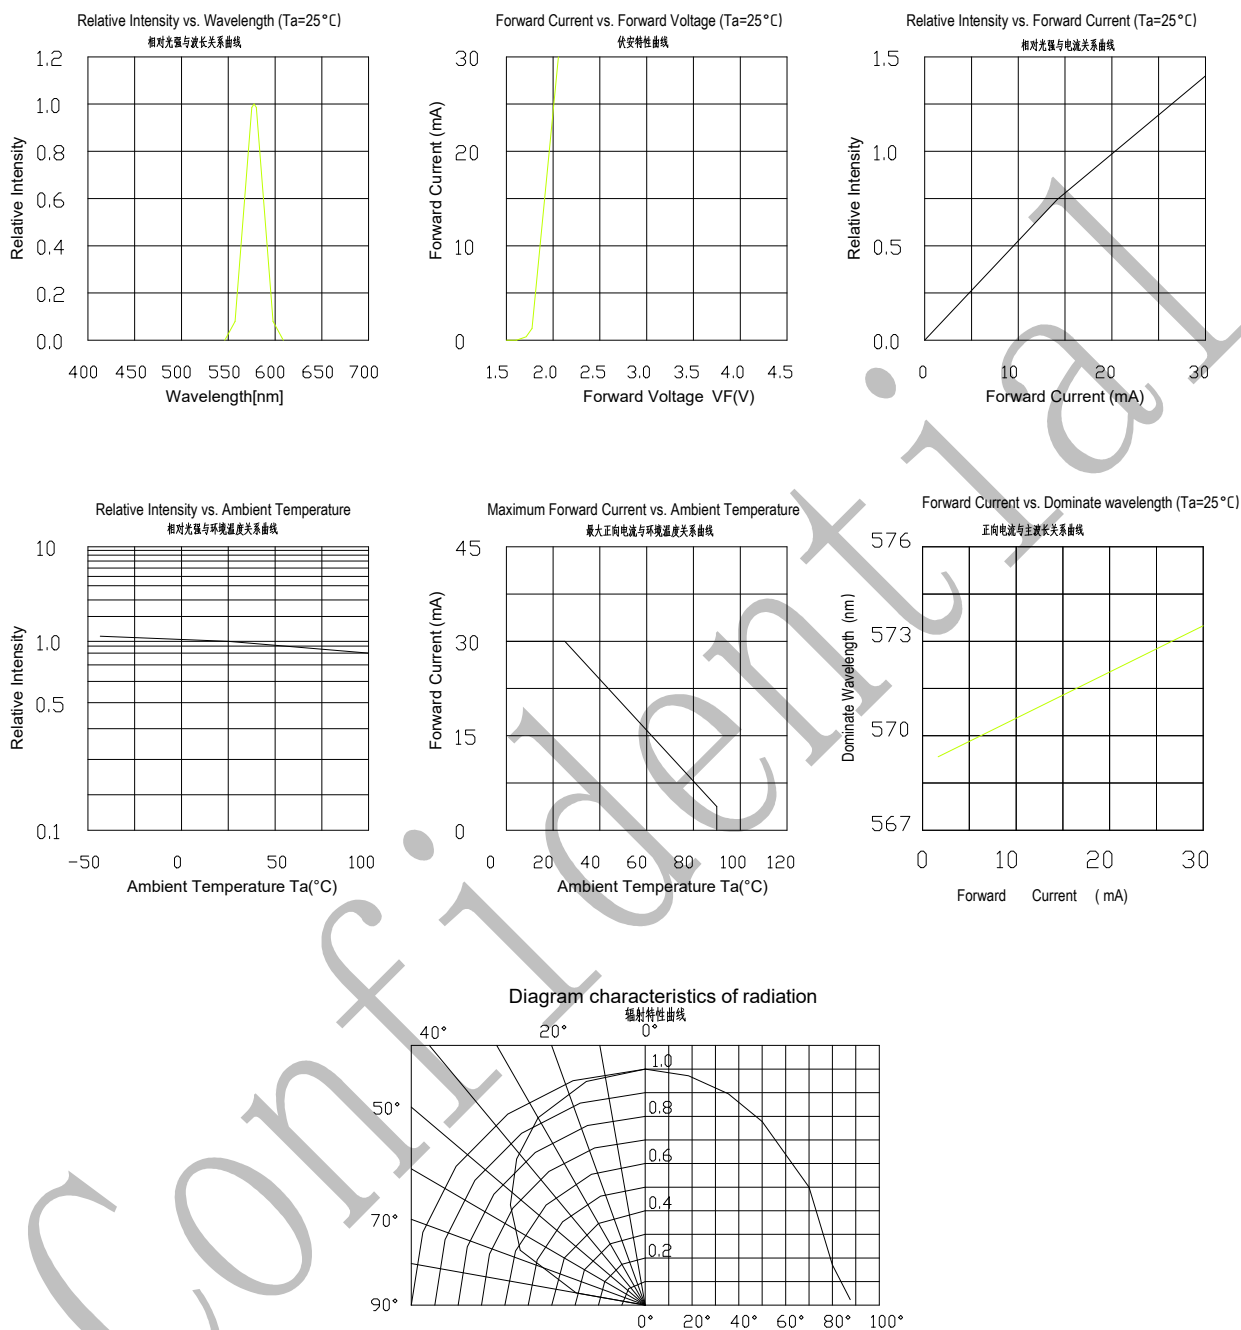 Relative Intensity vs. Wavelength (Ta=25°C)
相对光强与波长关系曲线
1.2
1.0
0.8
0.6
0.4
0.2
0.0
Relative Intensity
400 450 500 550 600 650 700
Wavelength[nm]
Forward Current vs. Forward Voltage (Ta=25°C)
伏安特性曲线
30
20
10
0
Forward Current (mA)
1.5 2.0 2.5 3.0 3.5 4.0 4.5
Forward Voltage VF(V)
Relative Intensity vs. Forward Current (Ta=25°C)
相对光强与电流关系曲线
1.5
1.0
0.5
0.0
Relative Intensity
0 10 20 30
Forward Current (mA)
Relative Intensity vs. Ambient Temperature
相对光强与环境温度关系曲线
10
1.0
0.5
0.1
Relative Intensity
-50 0 50 100
Ambient Temperature Ta(°C)
Maximum Forward Current vs. Ambient Temperature
最大正向电流与环境温度关系曲线
45
30
15
0
Forward Current (mA)
0 20 40 60 80 100 120
Ambient Temperature Ta(°C)
Forward Current vs. Dominate wavelength (Ta=25°C)
正向电流与主波长关系曲线
576
573
570
567
Dominate Wavelength (nm)
0 10 20 30
Forward Current ( mA)
Diagram characteristics of radiation
辐射特性曲线
40° 20° 0°
50°
70°
90°
1.0
0.8
0.6
0.4
0.2
0° 20° 40° 60° 80° 100°
Confidential